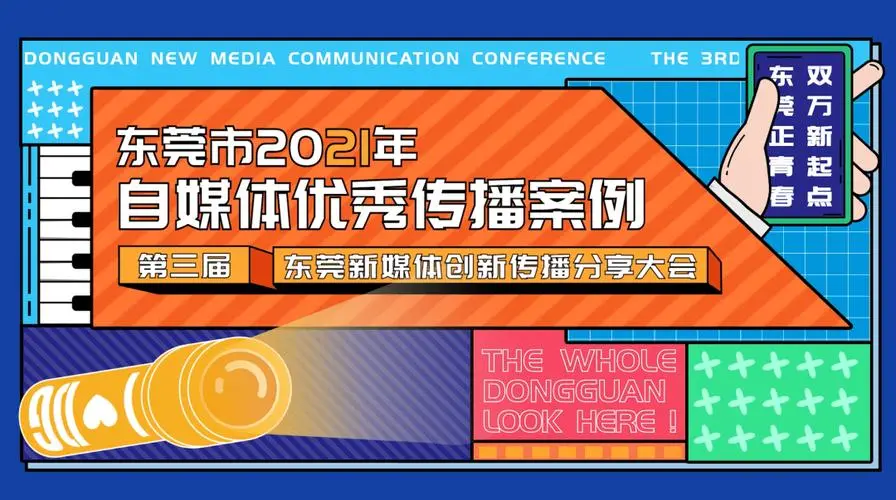 DONGGUAN NEW MEDIA COMMUNICATION CONFERENCE THE 3RD
双万新起点
东莞正青春
东莞市2021年
自媒体优秀传播案例
第三届 东莞新媒体创新传播分享大会
THE WHOLE
DONGGUAN
LOOK HERE !